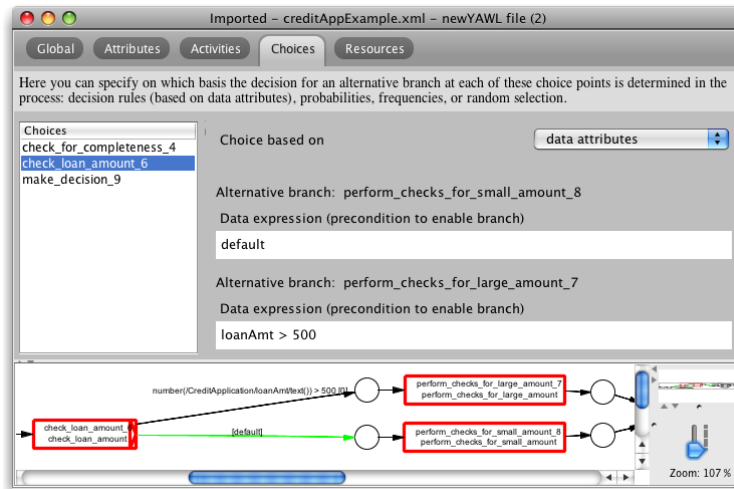 Imported – creditAppExample.xml – newYAWL file (2)
Global Attributes Activities Choices Resources
Here you can specify on which basis the decision for an alternative branch at each of these choice points is determined in the
process: decision rules (based on data attributes), probabilities, frequencies, or random selection.
Choices
check_for_completeness_4
check_loan_amount_6
make_decision_9
Choice based on
data attributes
Alternative branch: perform_checks_for_small_amount_8
Data expression (precondition to enable branch)
default
Alternative branch: perform_checks_for_large_amount_7
Data expression (precondition to enable branch)
loanAmt > 500
number(/CreditApplication/loanAmt/text()) > 500 [0]
perform_checks_for_large_amount_7
perform_checks_for_large_amount
check_loan_amount_
check_loan_amount
[default]
perform_checks_for_small_amount_8
perform_checks_for_small_amount
Zoom: 107 %